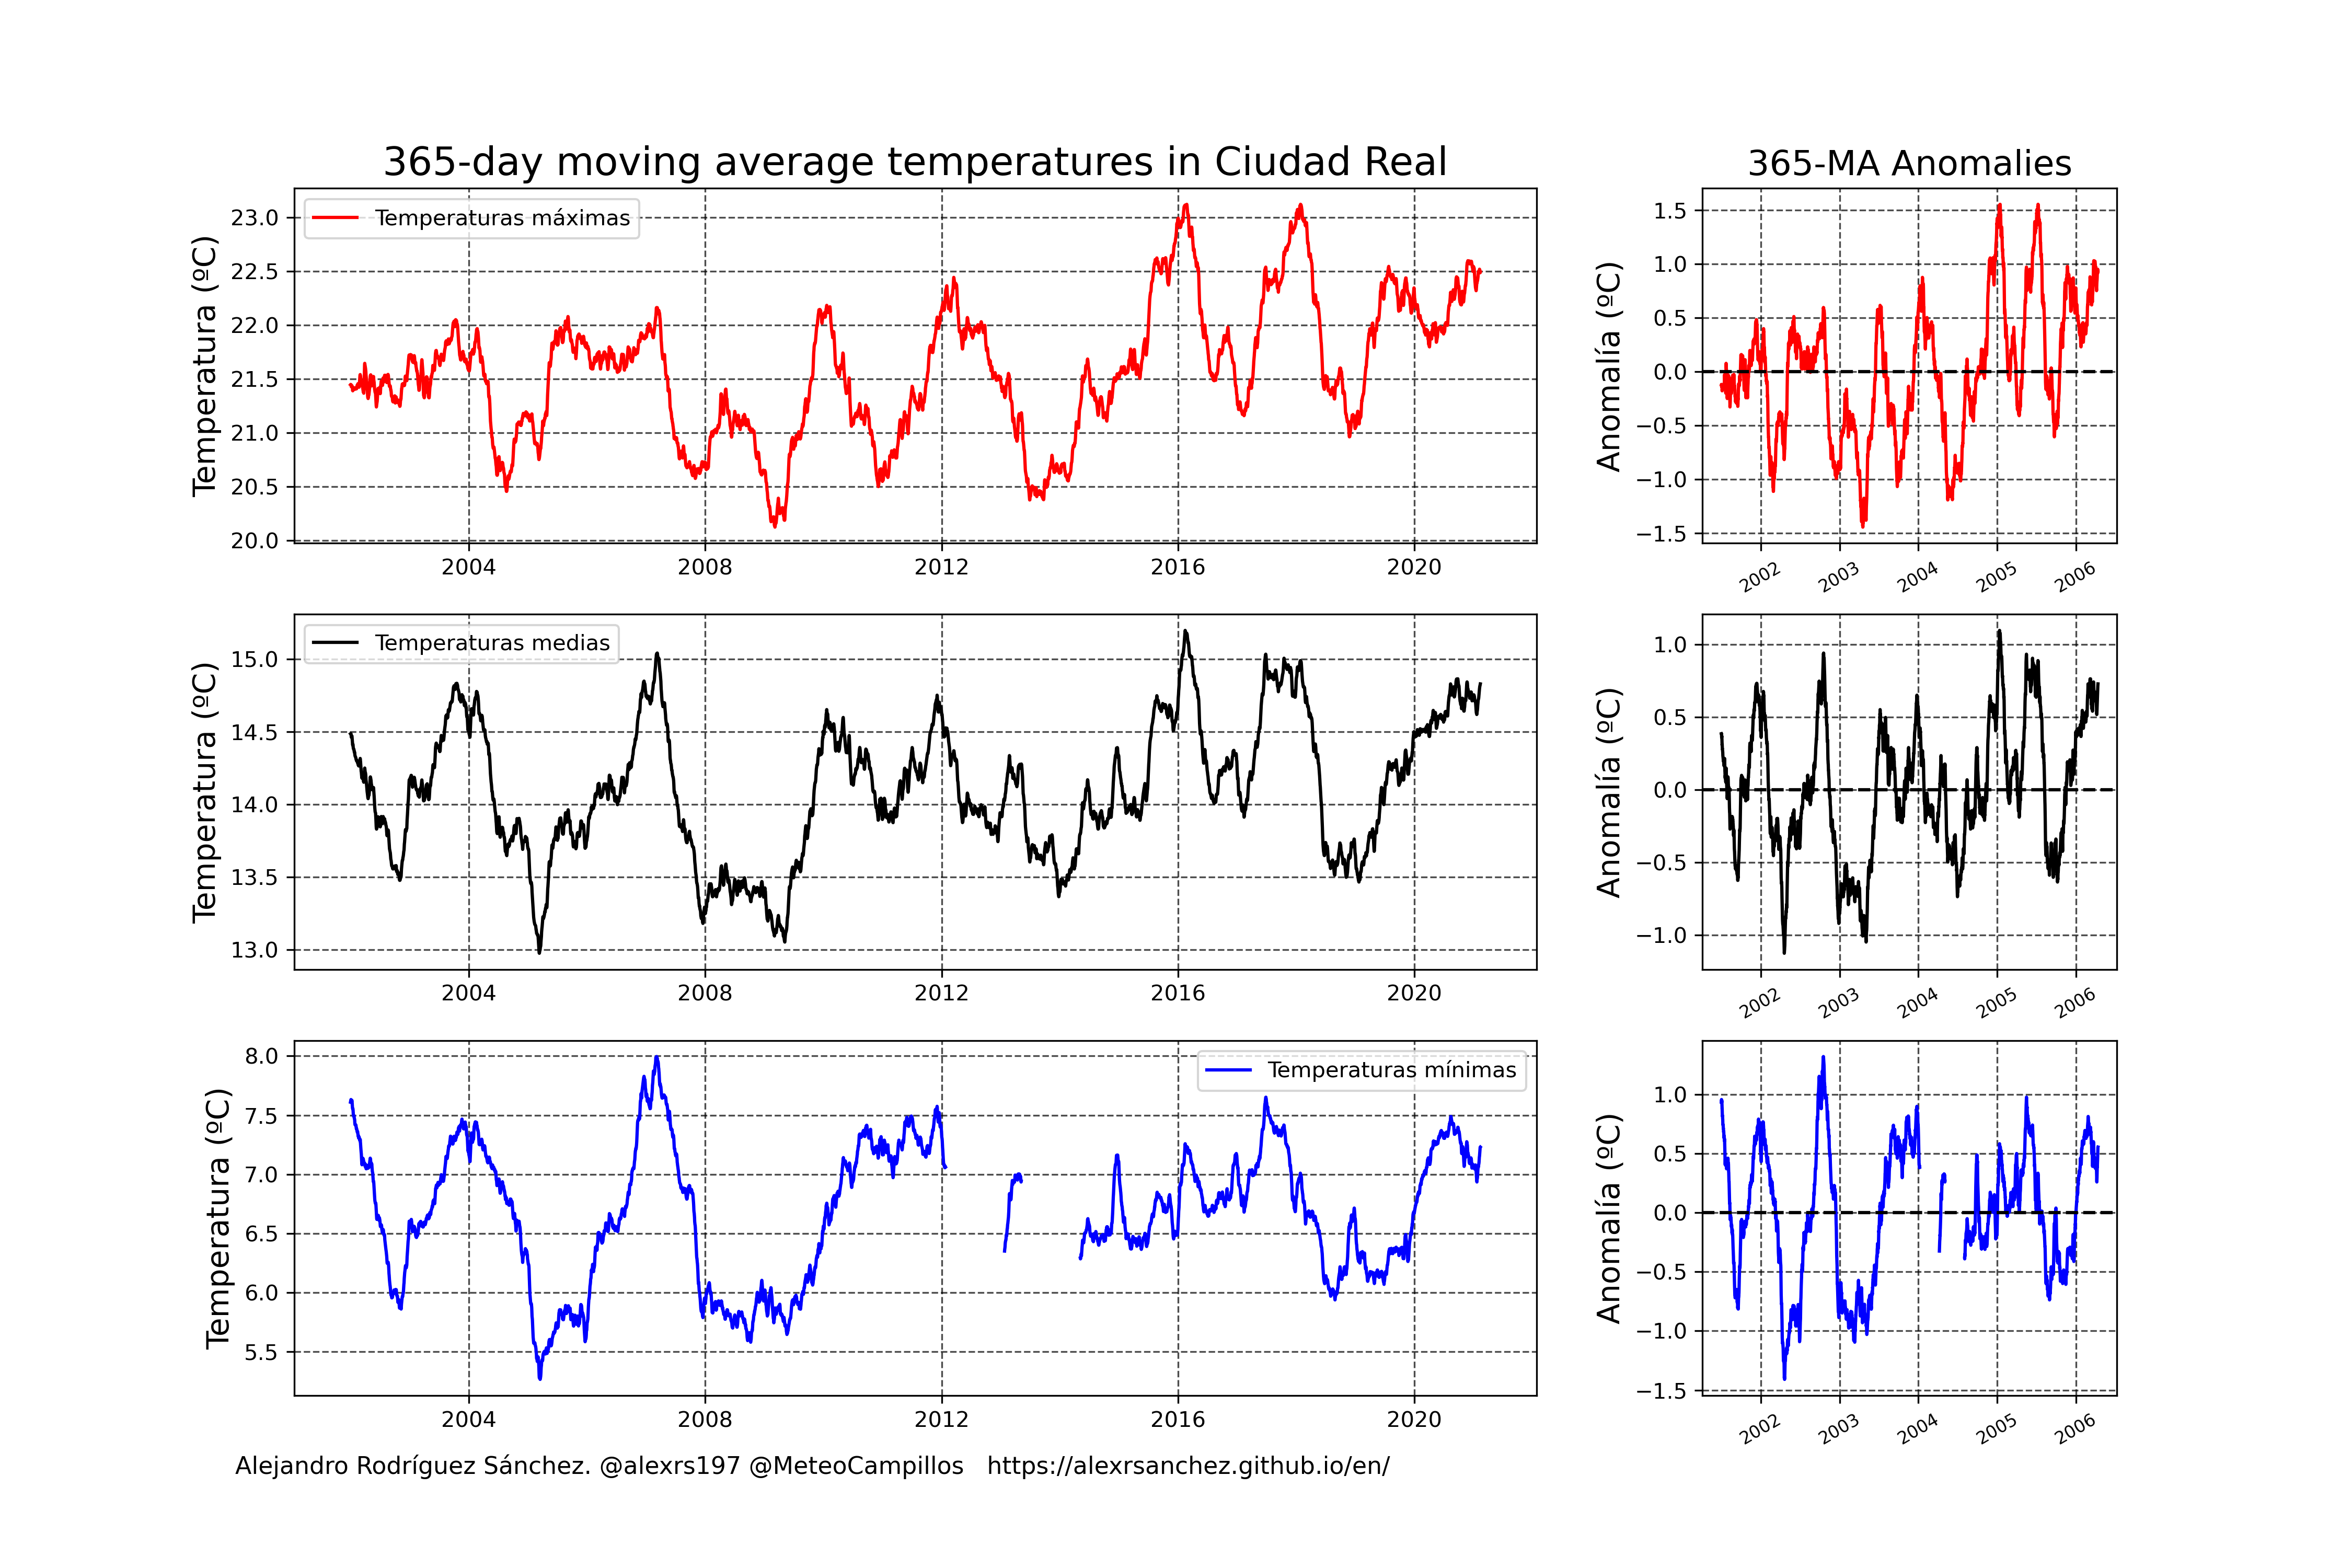 365-day moving average temperatures in Ciudad Real
365-MA Anomalies
Temperatura (ºC)
23.0
22.5
22.0
21.5
21.0
20.5
20.0
Temperaturas máximas
2004 2008 2012 2016 2020
Anomalía (ºC)
1.5
1.0
0.5
0.0
−0.5
−1.0
−1.5
2002 2003 2004 2005 2006
Temperatura (ºC)
15.0
14.5
14.0
13.5
13.0
Temperaturas medias
2004 2008 2012 2016 2020
Anomalía (ºC)
1.0
0.5
0.0
−0.5
−1.0
2002 2003 2004 2005 2006
Temperatura (ºC)
8.0
7.5
7.0
6.5
6.0
5.5
Temperaturas mínimas
2004 2008 2012 2016 2020
Anomalía (ºC)
1.0
0.5
0.0
−0.5
−1.0
−1.5
2002 2003 2004 2005 2006
Alejandro Rodríguez Sánchez. @alexrs197 @MeteoCampillos https://alexrsanchez.github.io/en/